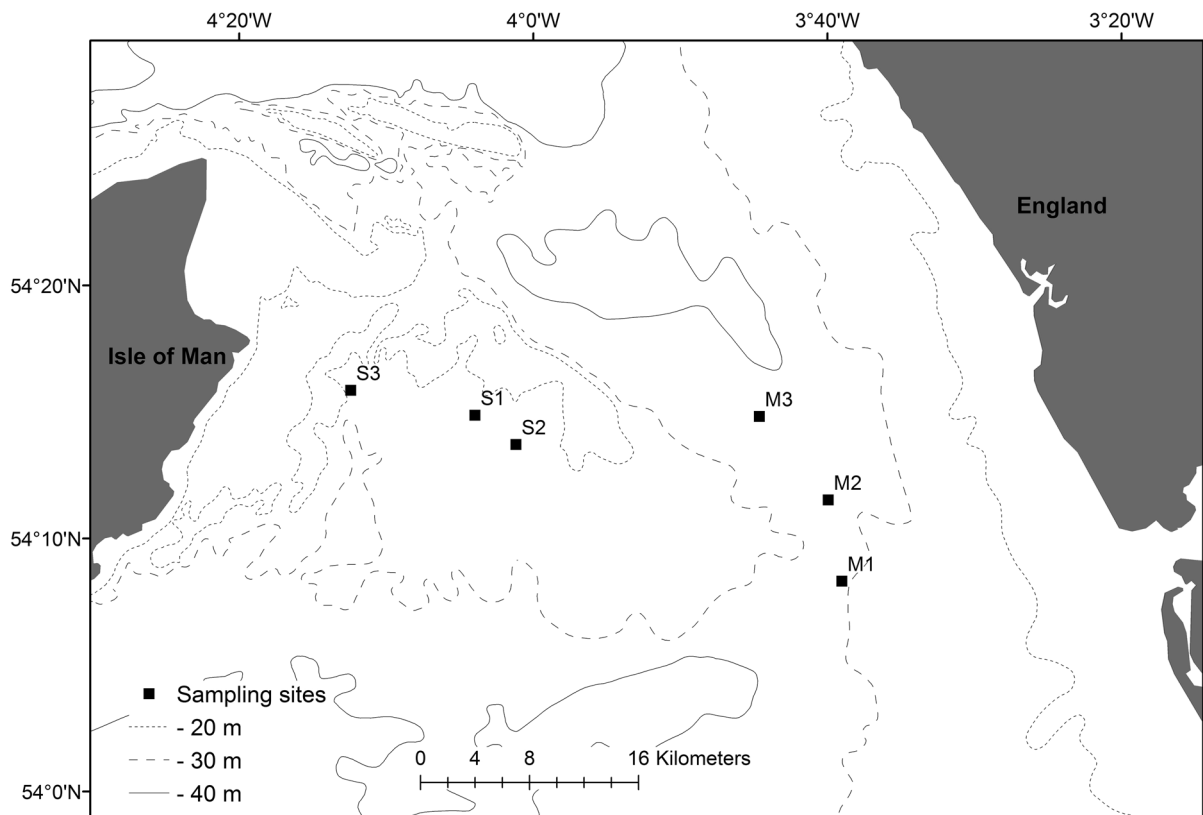 4°20'W 4°0'W 3°40'W 3°20'W
England
54°20'N
Isle of Man
S3
S1
M3
S2
M2
54°10'N
M1
Sampling sites
- 20 m
- 30 m
0 4 8 16 Kilometers
54°0'N
- 40 m